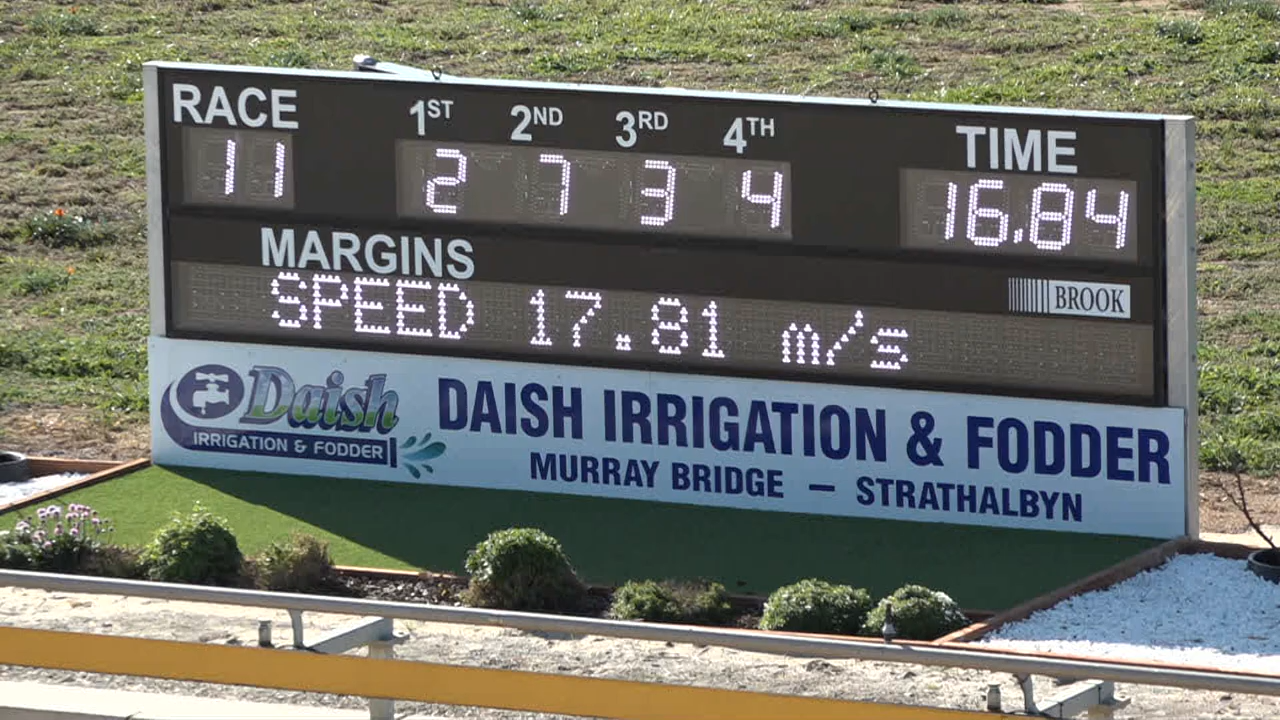 RACE 1ST 2ND 3RD 4TH TIME
11 2 7 3 4 16.84
MARGINS
BROOK
SPEED 17.81 m/s
Daish
IRRIGATION & FODDER
DAISH IRRIGATION & FODDER
MURRAY BRIDGE – STRATHALBYN